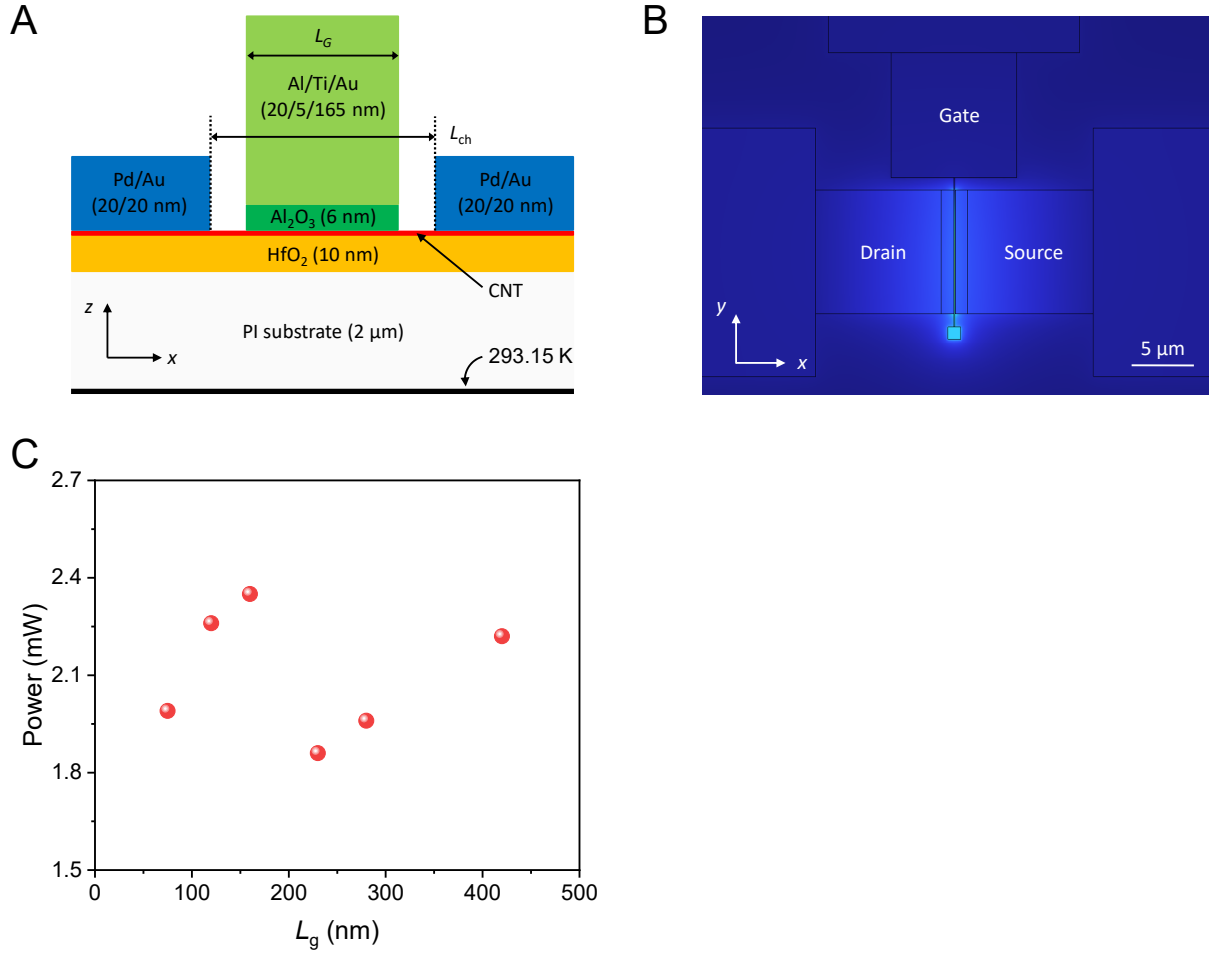 A
L_G
Al/Ti/Au
(20/5/165 nm)
L_ch
Pd/Au
(20/20 nm)
Pd/Au
(20/20 nm)
Al₂O₃ (6 nm)
HfO₂ (10 nm)
CNT
PI substrate (2 μm)
293.15 K
z
x
B
Gate
Drain
Source
y
x
5 μm
C
2.7
2.4
2.1
1.8
1.5
Power (mW)
0
100
200
300
400
500
L_g (nm)